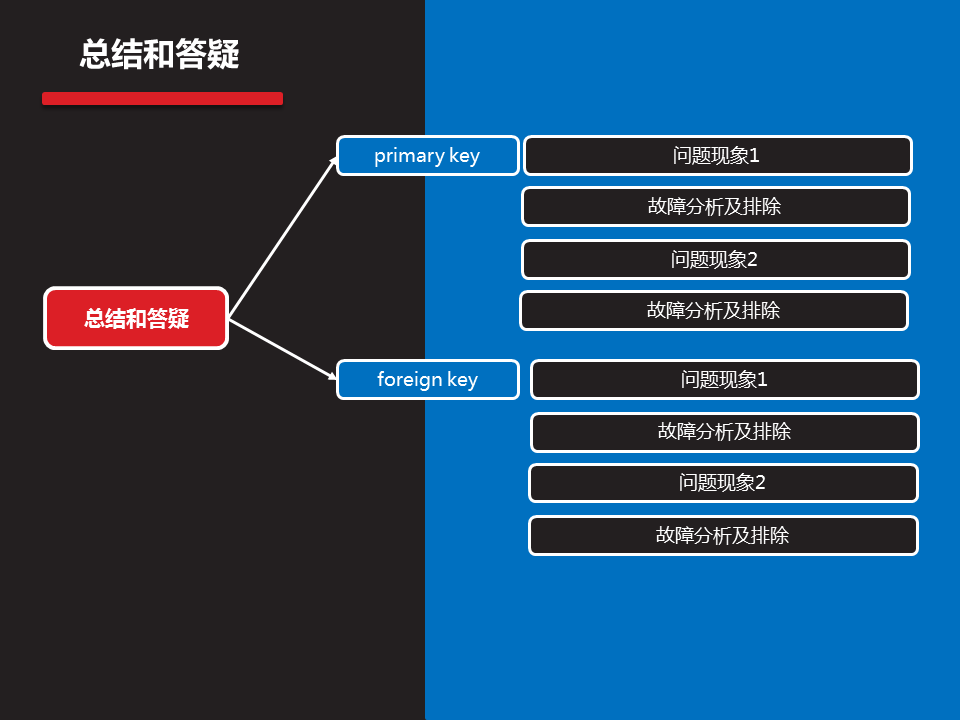 总结和答疑
primary key
问题现象1
故障分析及排除
问题现象2
故障分析及排除
总结和答疑
foreign key
问题现象1
故障分析及排除
问题现象2
故障分析及排除